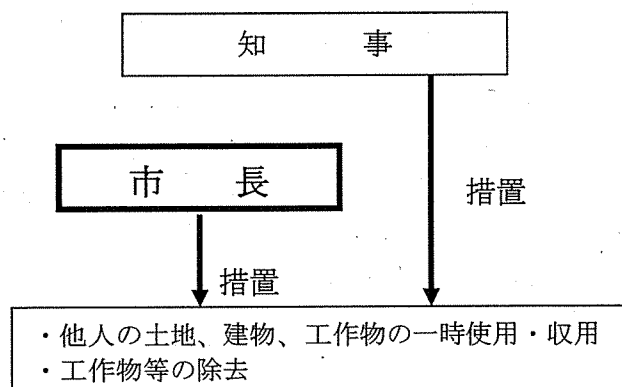 知事
市長
措置
措置
・他人の土地、建物、工作物の一時使用・収用
・工作物等の除去